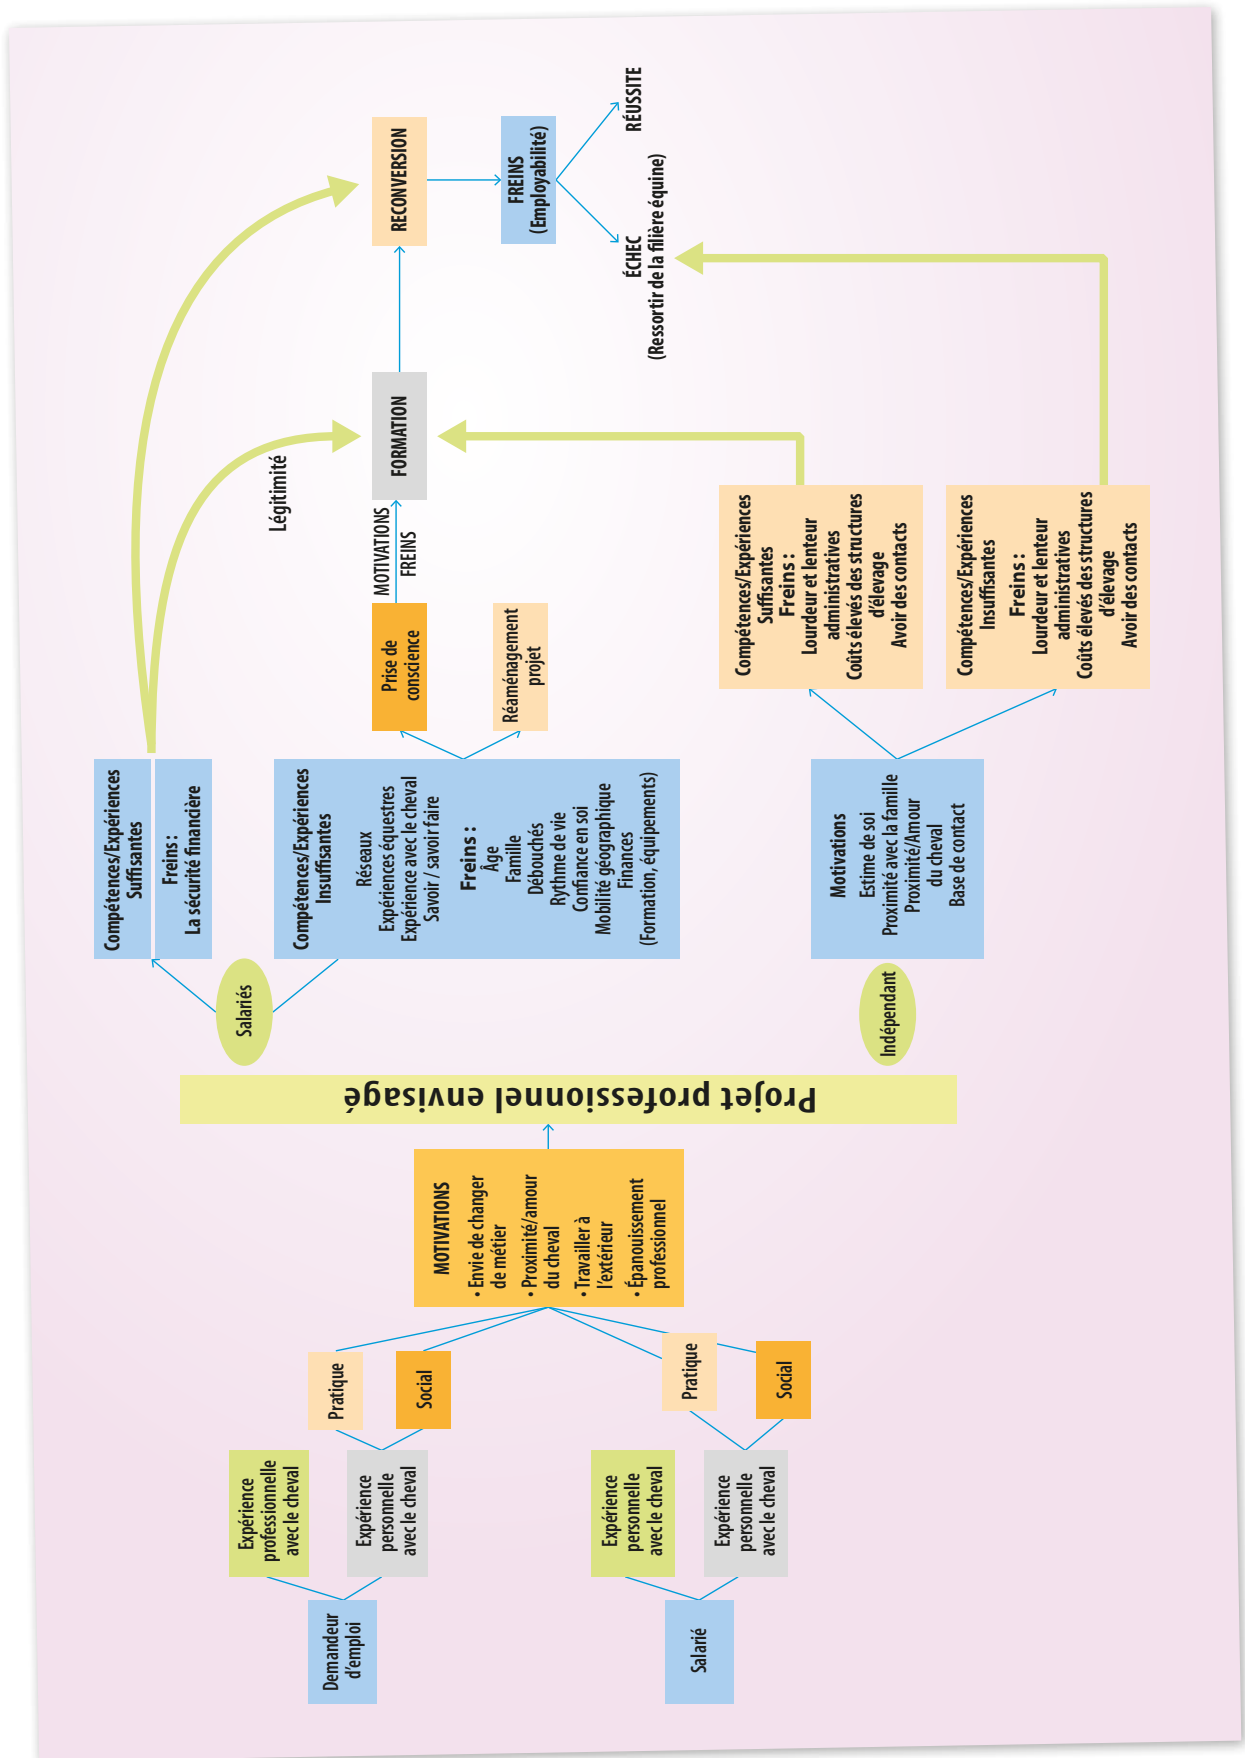 Demandeur
d'emploi
Salarié
Expérience
professionnelle
avec le cheval
Expérience
personnelle
avec le cheval
Expérience
personnelle
avec le cheval
Expérience
personnelle
avec le cheval
Pratique
Social
Pratique
Social
MOTIVATIONS
• Envie de changer
de métier
• Proximité/amour
du cheval
• Travailler à
l'extérieur
• Épanouissement
professionnel
Projet professionnel envisagé
Salariés
Indépendant
Compétences/Expériences
Suffisantes
Freins :
La sécurité financière
Compétences/Expériences
Insuffisantes
Réseaux
Expériences équestres
Expérience avec le cheval
Savoir / savoir faire
Freins :
Âge
Famille
Débouchés
Rythme de vie
Confiance en soi
Mobilité géographique
Finances
(Formation, équipements)
Motivations
Estime de soi
Proximité avec la famille
Proximité/Amour
du cheval
Base de contact
Prise de
conscience
Réaménagement
projet
Compétences/Expériences
Suffisantes
Freins :
Lourdeur et lenteur
administratives
Coûts élevés des structures
d'élevage
Avoir des contacts
Compétences/Expériences
Insuffisantes
Freins :
Lourdeur et lenteur
administratives
Coûts élevés des structures
d'élevage
Avoir des contacts
Légitimité
MOTIVATIONS
FREINS
FORMATION
RECONVERSION
FREINS
(Employabilité)
ÉCHEC
(Ressortir de la filière équine)
RÉUSSITE